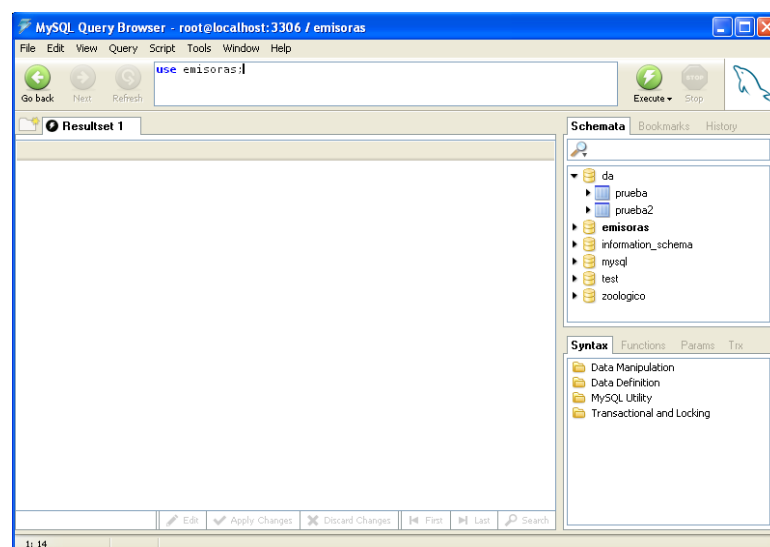 MySQL Query Browser - root@localhost:3306 / emisoras
File Edit View Query Script Tools Window Help
use emisoras;
Go back Next Refresh Execute STOP Stop
Resultset 1
Schemata Bookmarks History
da
prueba
prueba2
emisoras
information_schema
mysql
test
zoologico
Syntax Functions Params Trx
Data Manipulation
Data Definition
MySQL Utility
Transactional and Locking
Edit Apply Changes Discard Changes First Last Search
1: 14